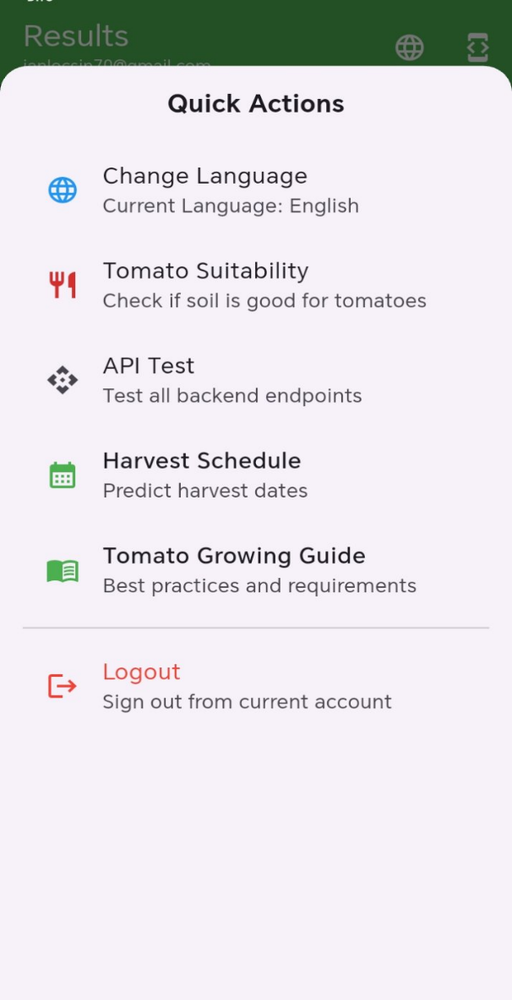 Results
Quick Actions
Change Language
Current Language: English
Tomato Suitability
Check if soil is good for tomatoes
API Test
Test all backend endpoints
Harvest Schedule
Predict harvest dates
Tomato Growing Guide
Best practices and requirements
Logout
Sign out from current account